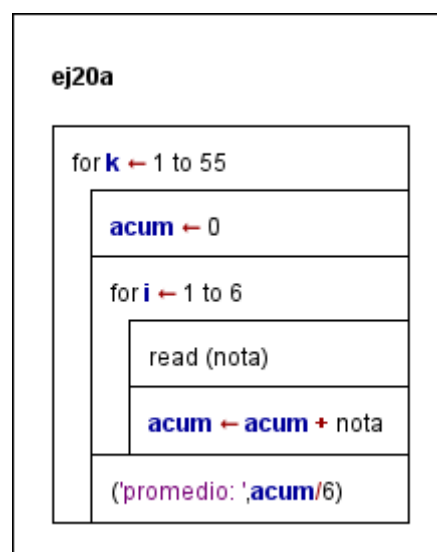 ej20a
for k ← 1 to 55
acum ← 0
for i ← 1 to 6
read (nota)
acum ← acum + nota
('promedio: ',acum/6)